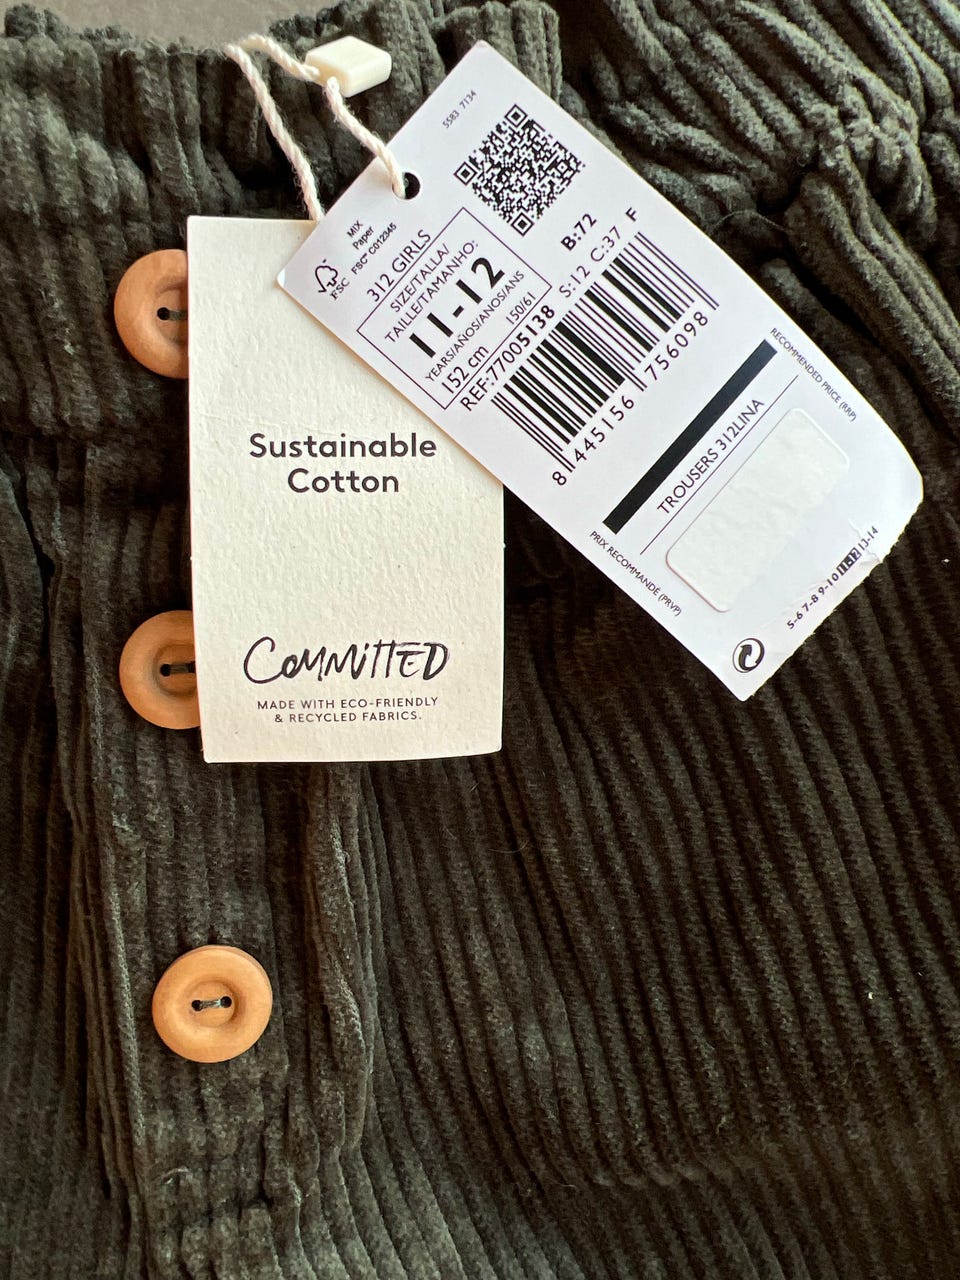 Sustainable
Cotton
COMMITTED
MADE WITH ECO-FRIENDLY
& RECYCLED FABRICS.
5583 7134
MIX
Paper
FSC® C012345
FSC
312 GIRLS
SIZE/TALLA/
TAILLE/TAMANHO:
11-12
YEARS/AÑOS/ANOS/ANS
152 cm 150/61
REF:77005138 S:12 C:37 F
B:72
8 445156 756098
RECOMMENDED PRICE (RRP)
TROUSERS 312LINA
PRIX RECOMMANDÉ (PRVP)
5-6 7-8 9-10 11-12 13-14